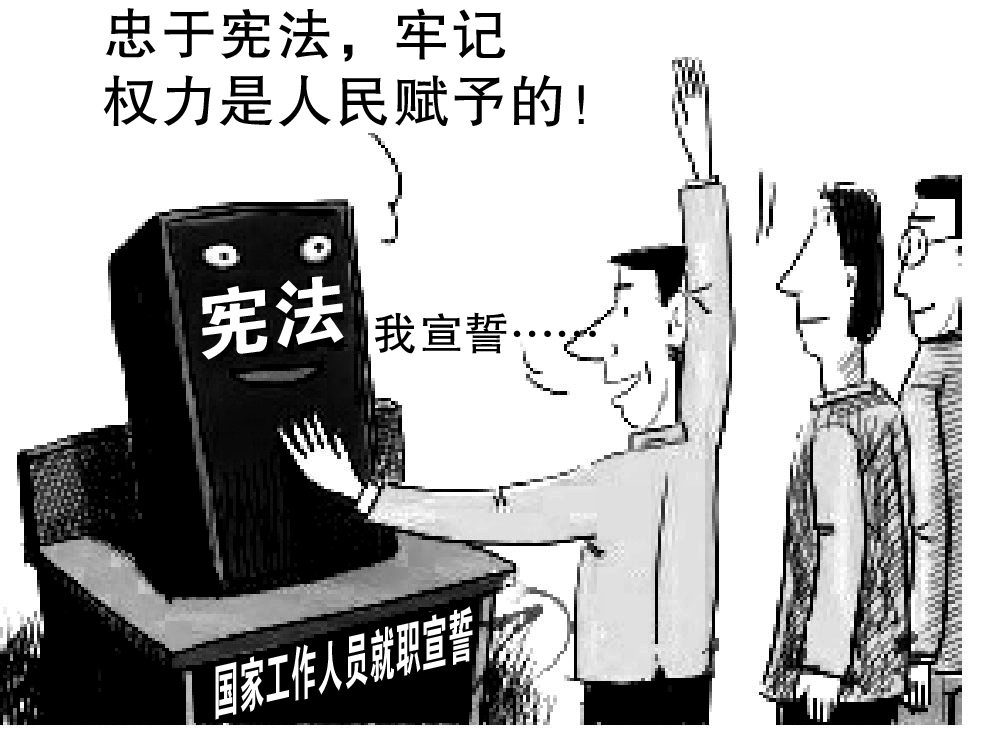 忠于宪法，牢记
权力是人民赋予的！
宪法
我宣誓……
国家工作人员就职宣誓